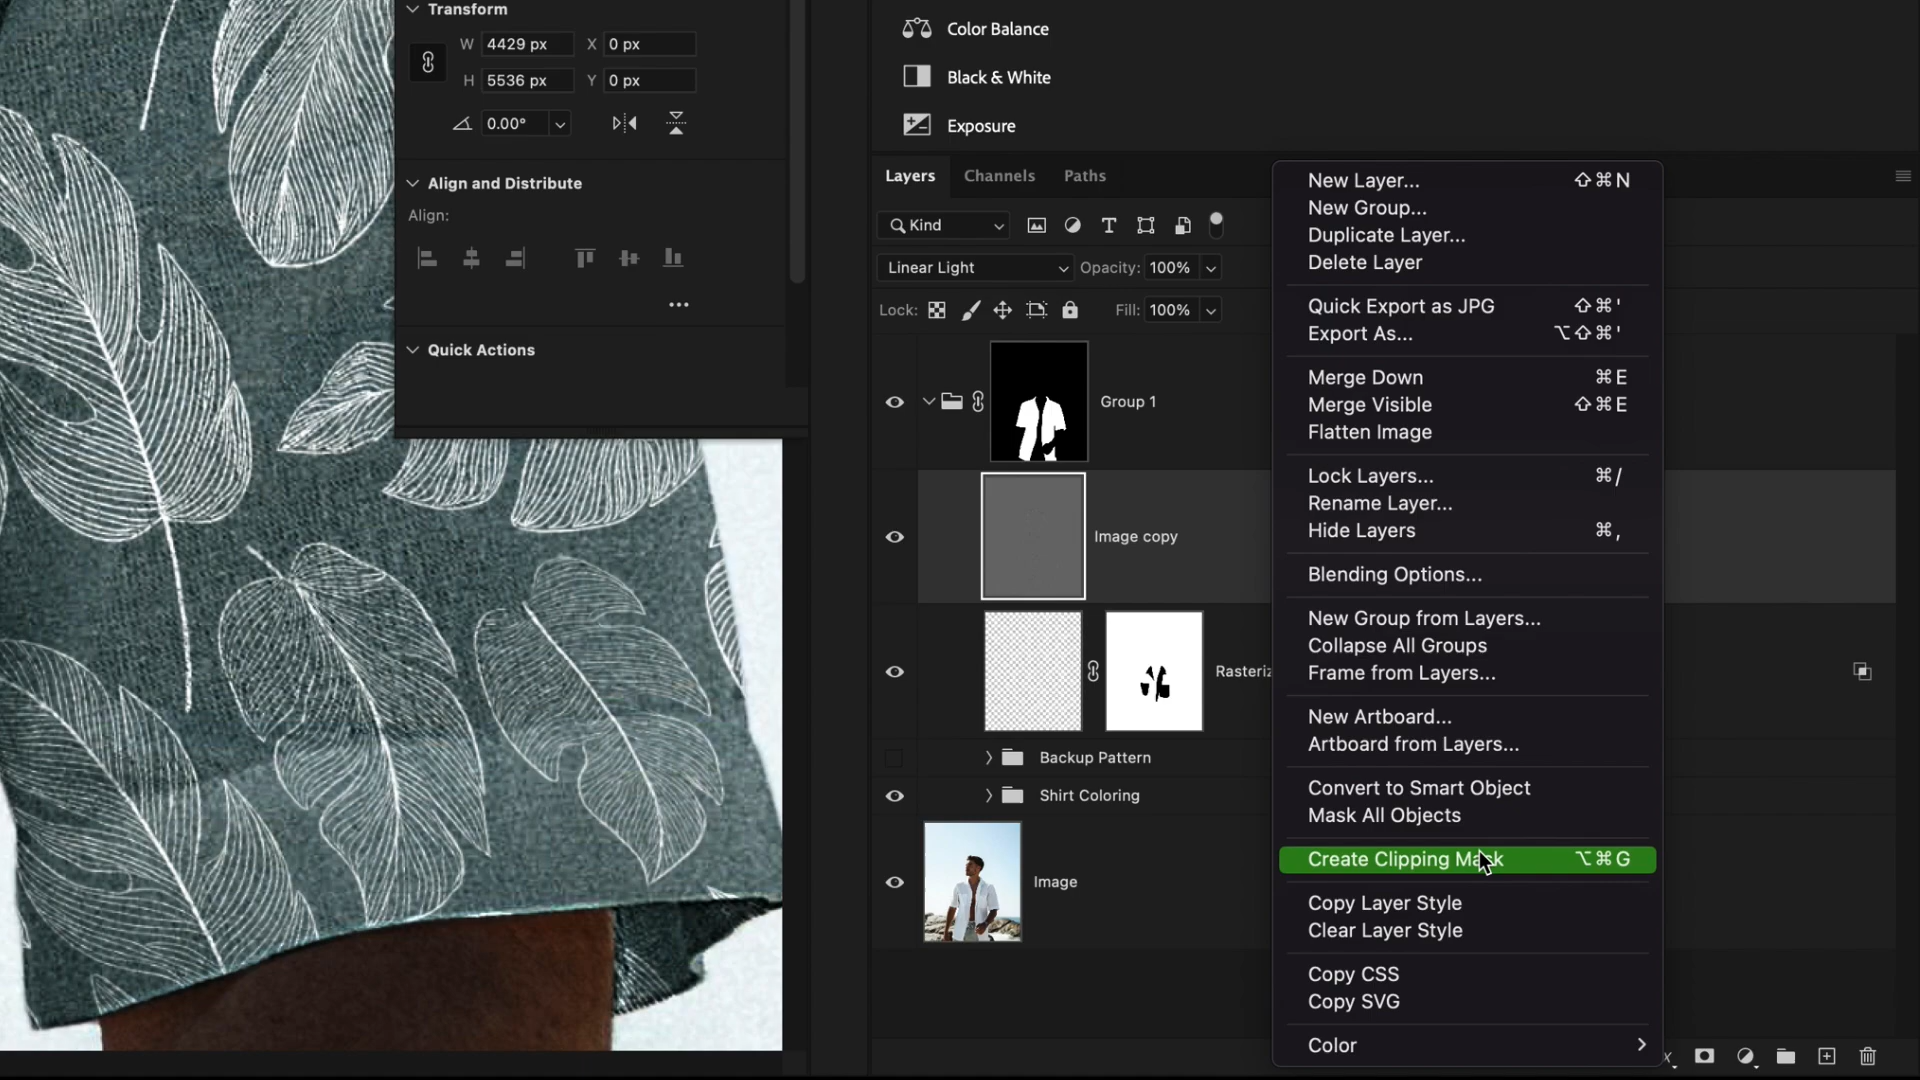 Transform
W 4429 px X 0 px
H 5536 px Y 0 px
0.00°
Align and Distribute
Align:
Quick Actions
Color Balance
Black & White
Exposure
Layers Channels Paths
Kind
Linear Light Opacity: 100%
Lock: Fill: 100%
Group 1
Image copy
Backup Pattern
Shirt Coloring
Image
New Layer... ⇧⌘N
New Group...
Duplicate Layer...
Delete Layer
Quick Export as JPG ⇧⌘'
Export As... ⌥⇧⌘'
Merge Down ⌘E
Merge Visible ⇧⌘E
Flatten Image
Lock Layers... ⌘/
Rename Layer...
Hide Layers ⌘,
Blending Options...
New Group from Layers...
Collapse All Groups
Frame from Layers...
New Artboard...
Artboard from Layers...
Convert to Smart Object
Mask All Objects
Create Clipping Mask ⌥⌘G
Copy Layer Style
Clear Layer Style
Copy CSS
Copy SVG
Color